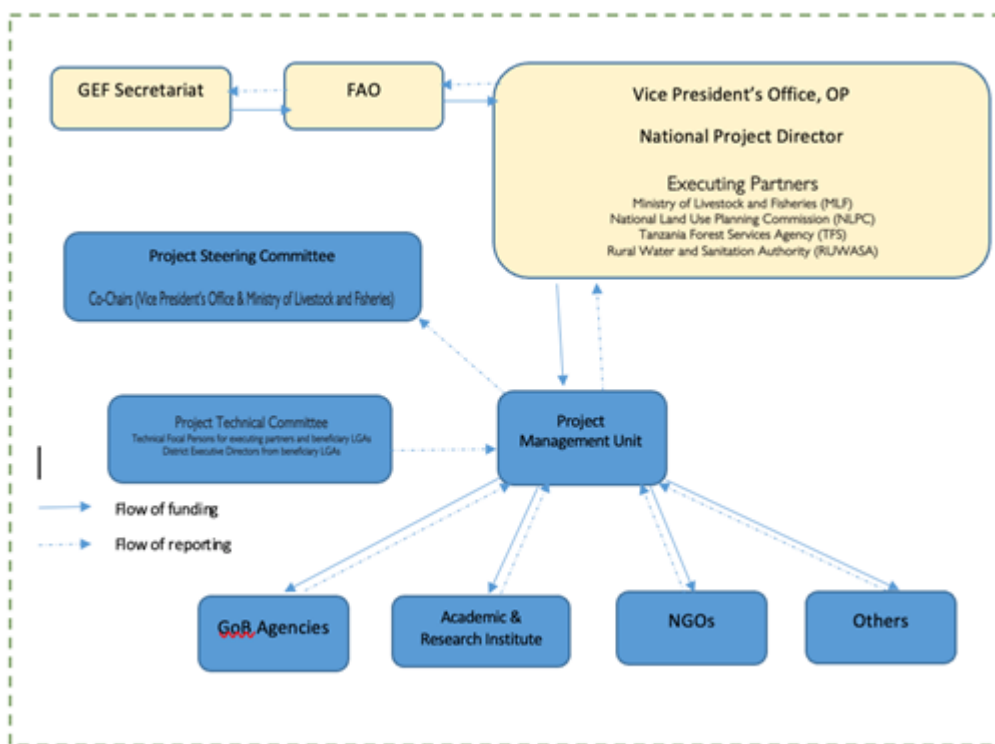 GEF Secretariat
FAO
Vice President's Office, OP
National Project Director
Executing Partners
Ministry of Livestock and Fisheries (MLF)
National Land Use Planning Commission (NLPC)
Tanzania Forest Services Agency (TFS)
Rural Water and Sanitation Authority (RUWASA)
Project Steering Committee
Co-Chairs (Vice President's Office & Ministry of Livestock and Fisheries)
Project Technical Committee
Technical Focal Persons for executing partners and beneficiary LGAs
District Executive Directors from beneficiary LGAs
Project
Management Unit
Flow of funding
Flow of reporting
GoB Agencies
Academic &
Research Institute
NGOs
Others